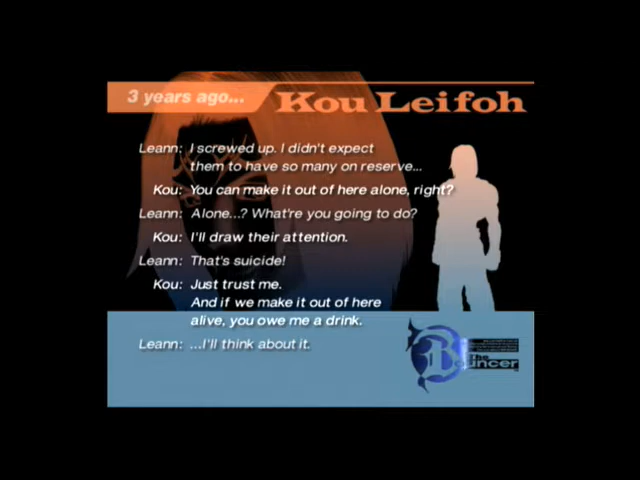 3 years ago...
Kou Leifoh
Leann: I screwed up. I didn't expect
them to have so many on reserve...
Kou: You can make it out of here alone, right?
Leann: Alone...? What're you going to do?
Kou: I'll draw their attention.
Leann: That's suicide!
Kou: Just trust me.
And if we make it out of here
alive, you owe me a drink.
Leann: ...I'll think about it.
The
Bouncer